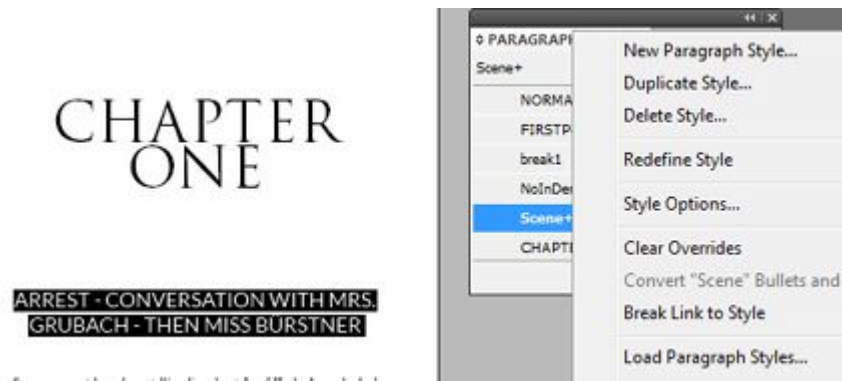 CHAPTER
ONE
ARREST - CONVERSATION WITH MRS.
GRUBACH - THEN MISS BÜRSTNER
PARAGRAPH
Scene+
NORMA
FIRSTP
break1
NoInDe
Scene+
CHAPTE
New Paragraph Style...
Duplicate Style...
Delete Style...
Redefine Style
Style Options...
Clear Overrides
Convert "Scene" Bullets and
Break Link to Style
Load Paragraph Styles...